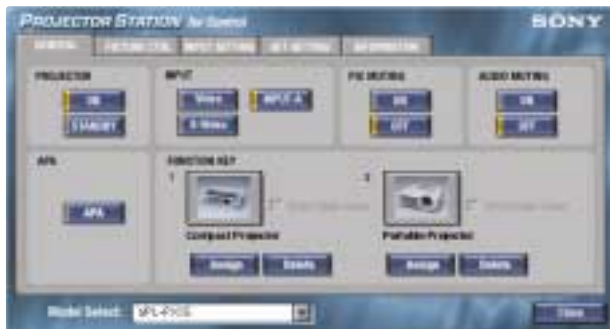 PROJECTOR STATION for Control
SONY
GENERAL
INPUT SETTING
SET SETTING
INFORMATION
PROJECTOR
ON
STANDBY
INPUT
Video
INPUT-A
S-Video
PIC MUTING
ON
OFF
AUDIO MUTING
ON
OFF
APA
APA
FUNCTION KEY
1
Compact Projector
Assign
Delete
2
Portable Projector
Assign
Delete
Model Select:
Close